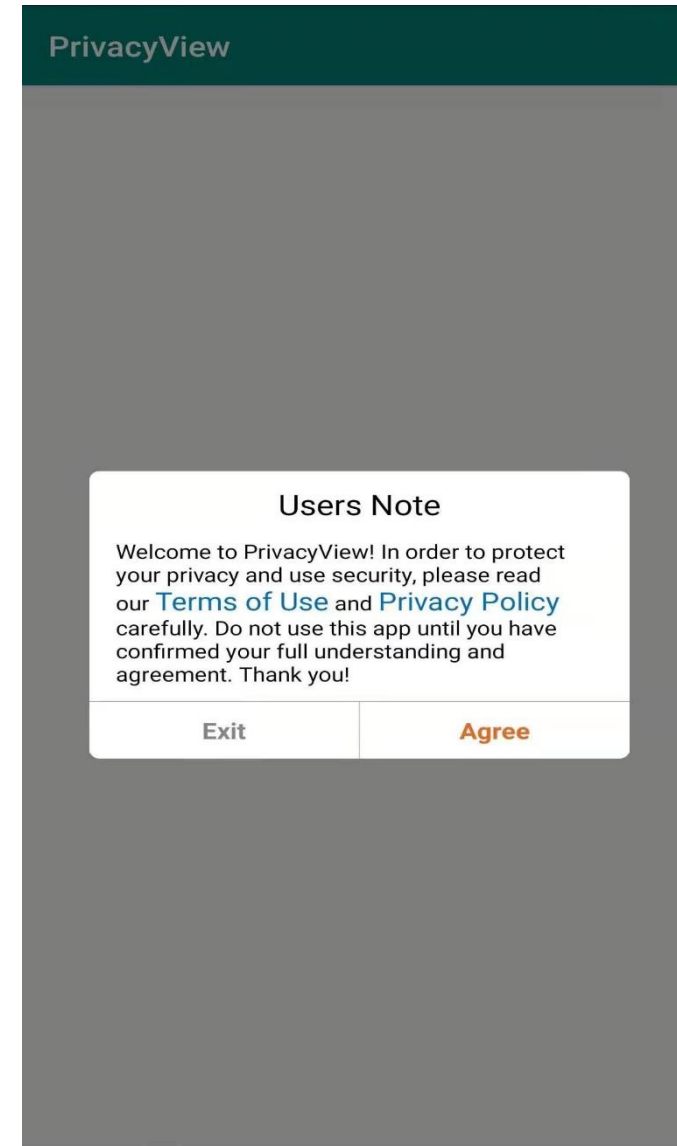 PrivacyView
Users Note
Welcome to PrivacyView! In order to protect
your privacy and use security, please read
our Terms of Use and Privacy Policy
carefully. Do not use this app until you have
confirmed your full understanding and
agreement. Thank you!
Exit Agree